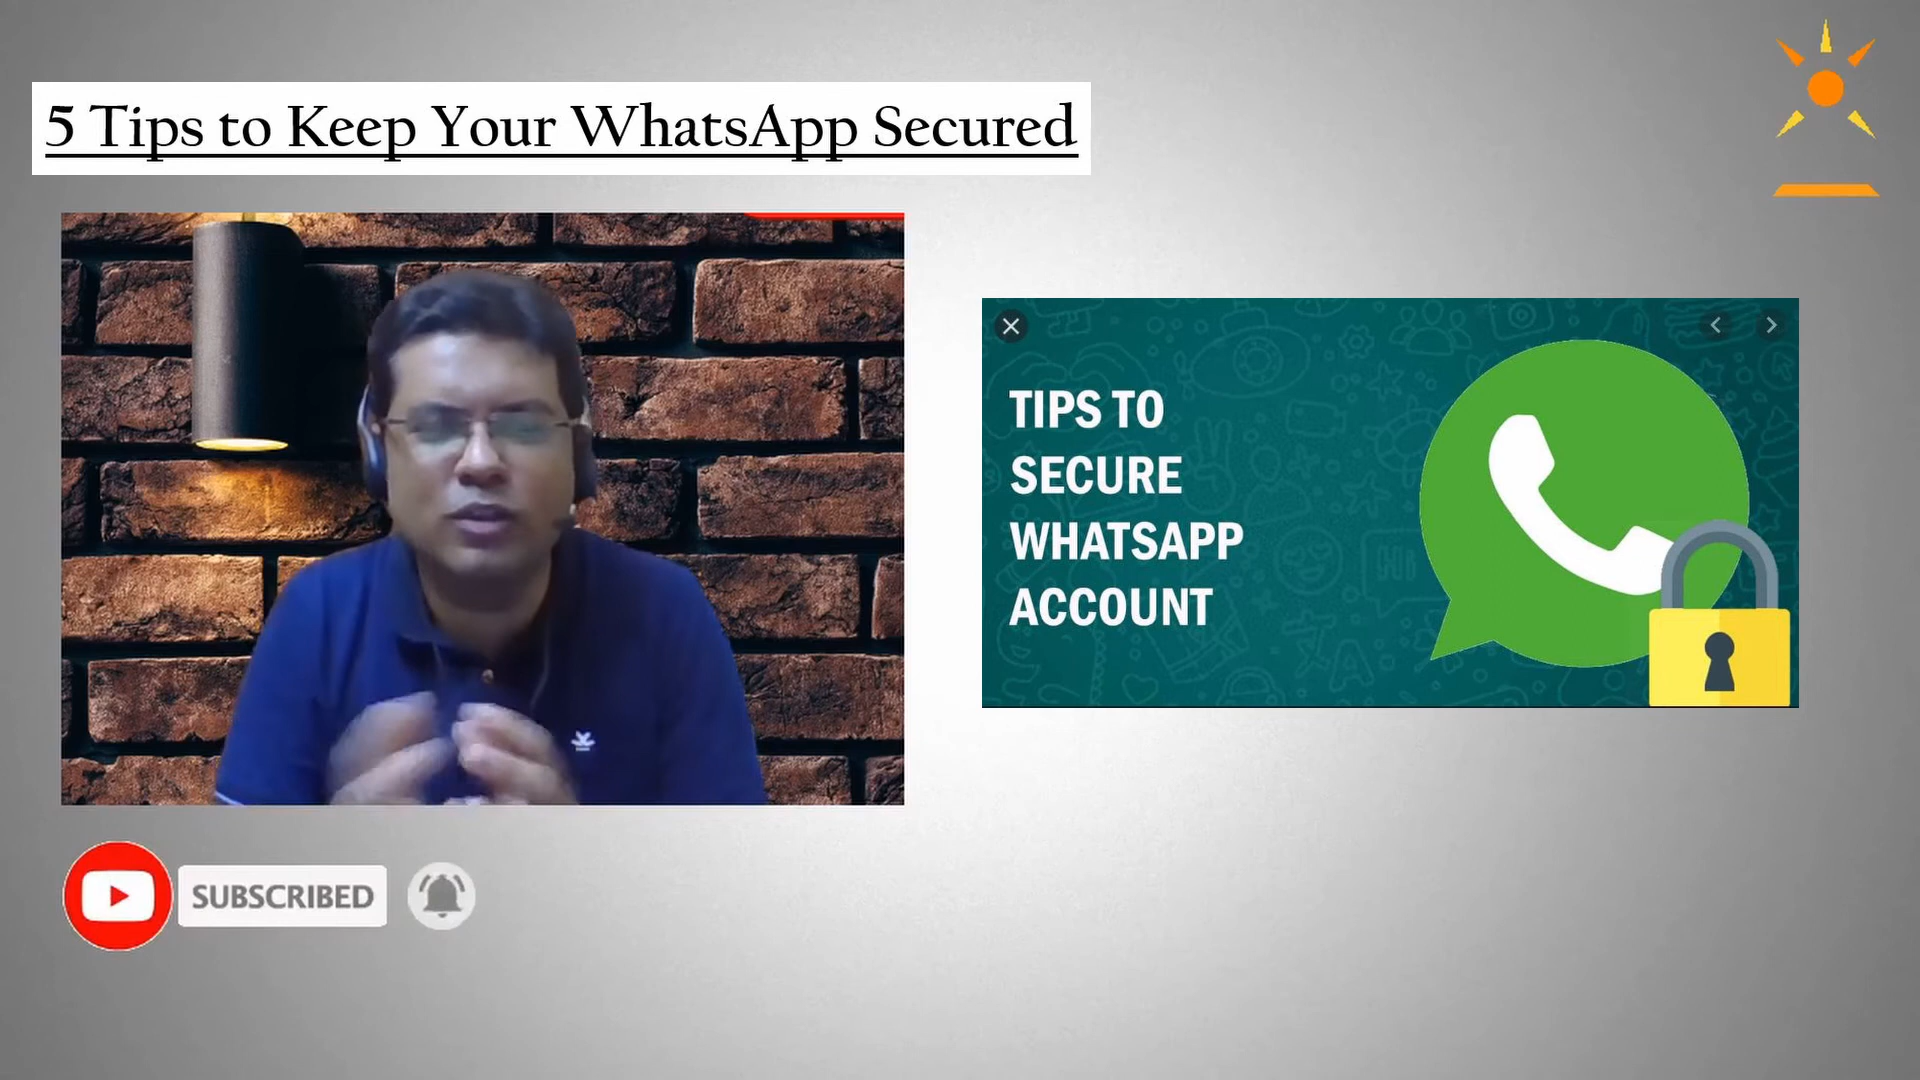 5 Tips to Keep Your WhatsApp Secured
TIPS TO
SECURE
WHATSAPP
ACCOUNT
SUBSCRIBED